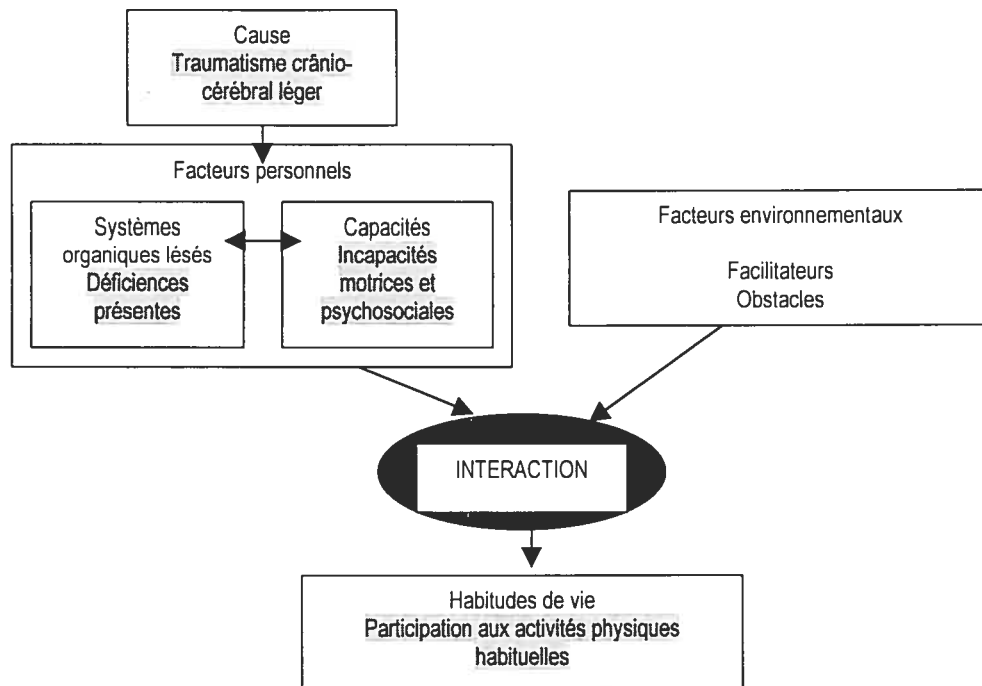 Cause
Traumatisme crânio-
cérébral léger
Facteurs personnels
Systèmes
organiques lésés
Déficiences
présentes
Capacités
Incapacités
motrices et
psychosociales
Facteurs environnementaux
Facilitateurs
Obstacles
INTERACTION
Habitudes de vie
Participation aux activités physiques
habituelles